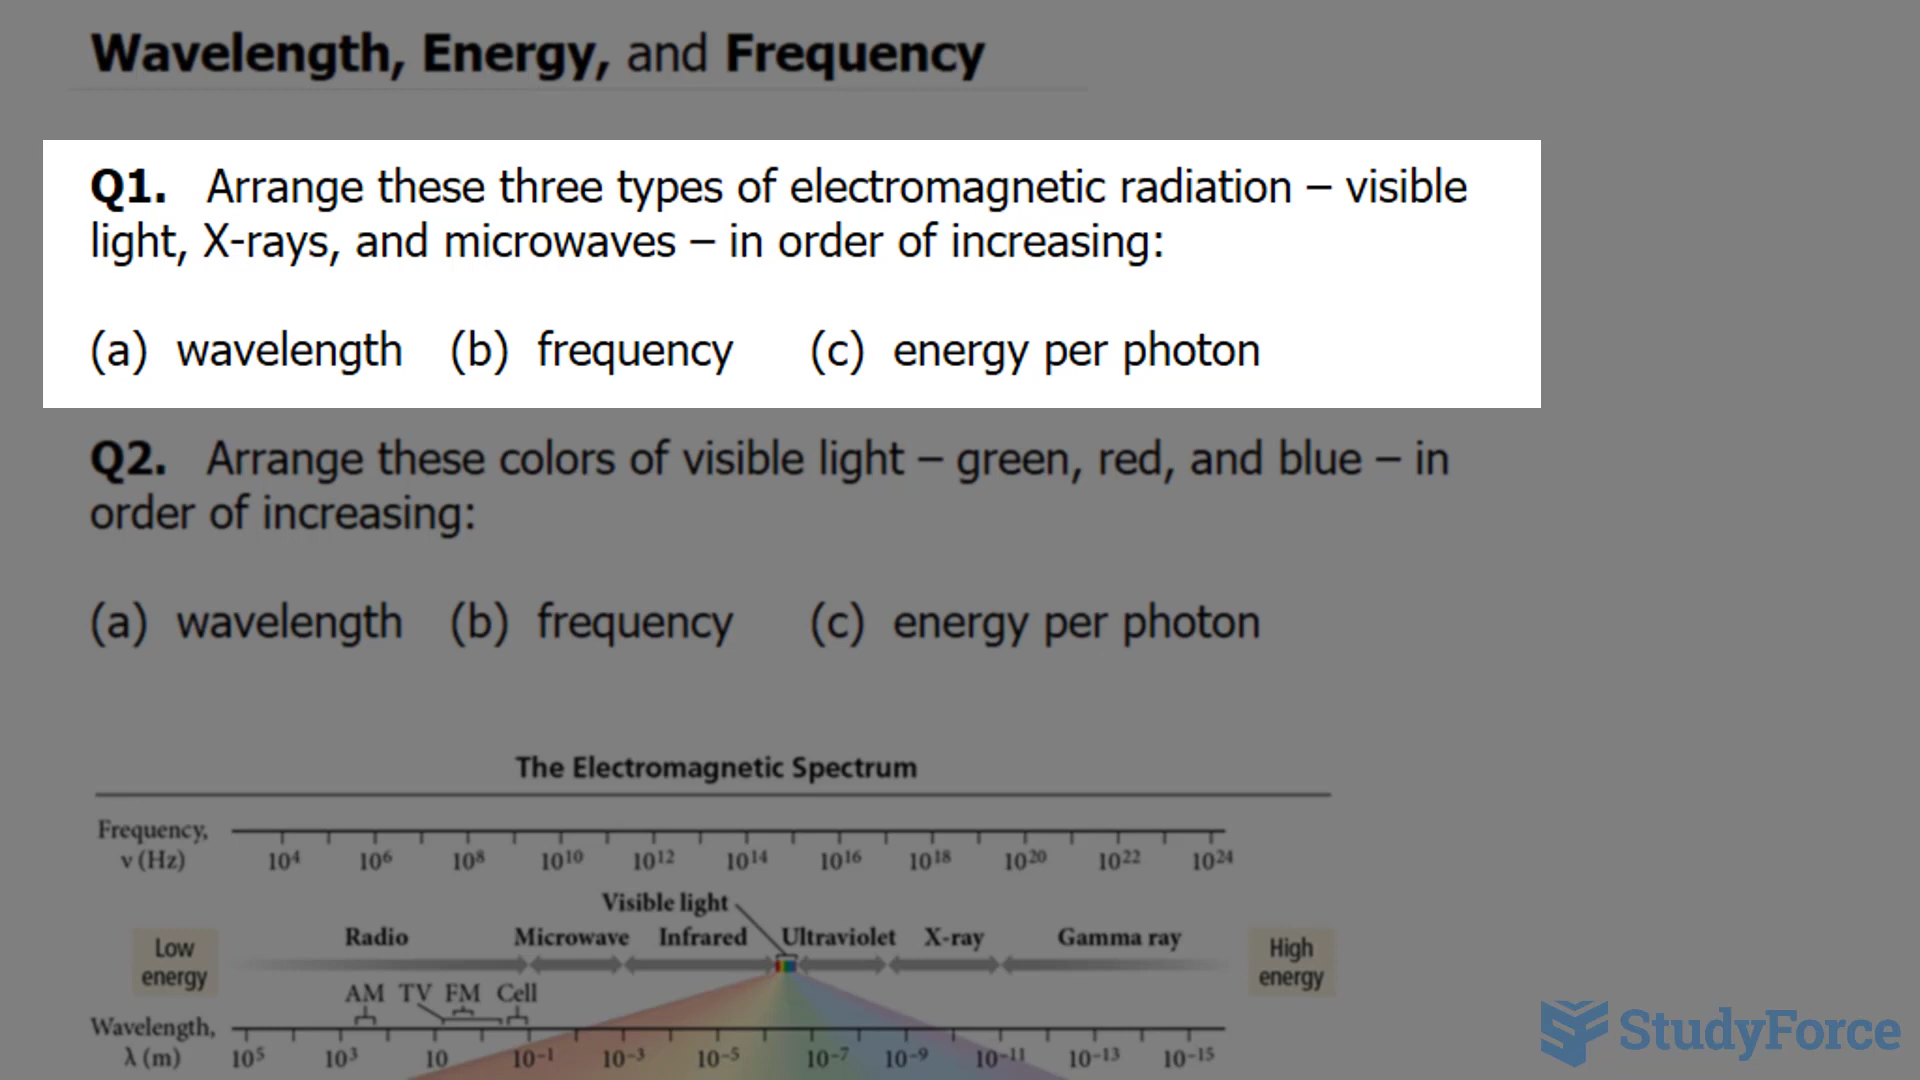 Wavelength, Energy, and Frequency
Q1. Arrange these three types of electromagnetic radiation – visible
light, X-rays, and microwaves – in order of increasing:
(a) wavelength (b) frequency (c) energy per photon
Q2. Arrange these colors of visible light – green, red, and blue – in
order of increasing:
(a) wavelength (b) frequency (c) energy per photon
The Electromagnetic Spectrum
Frequency,
ν (Hz) 10⁴ 10⁶ 10⁸ 10¹⁰ 10¹² 10¹⁴ 10¹⁶ 10¹⁸ 10²⁰ 10²² 10²⁴
Visible light
Radio Microwave Infrared Ultraviolet X-ray Gamma ray
Low
energy
High
energy
AM TV FM Cell
Wavelength,
λ (m) 10⁵ 10³ 10 10⁻¹ 10⁻³ 10⁻⁵ 10⁻⁷ 10⁻⁹ 10⁻¹¹ 10⁻¹³ 10⁻¹⁵
StudyForce